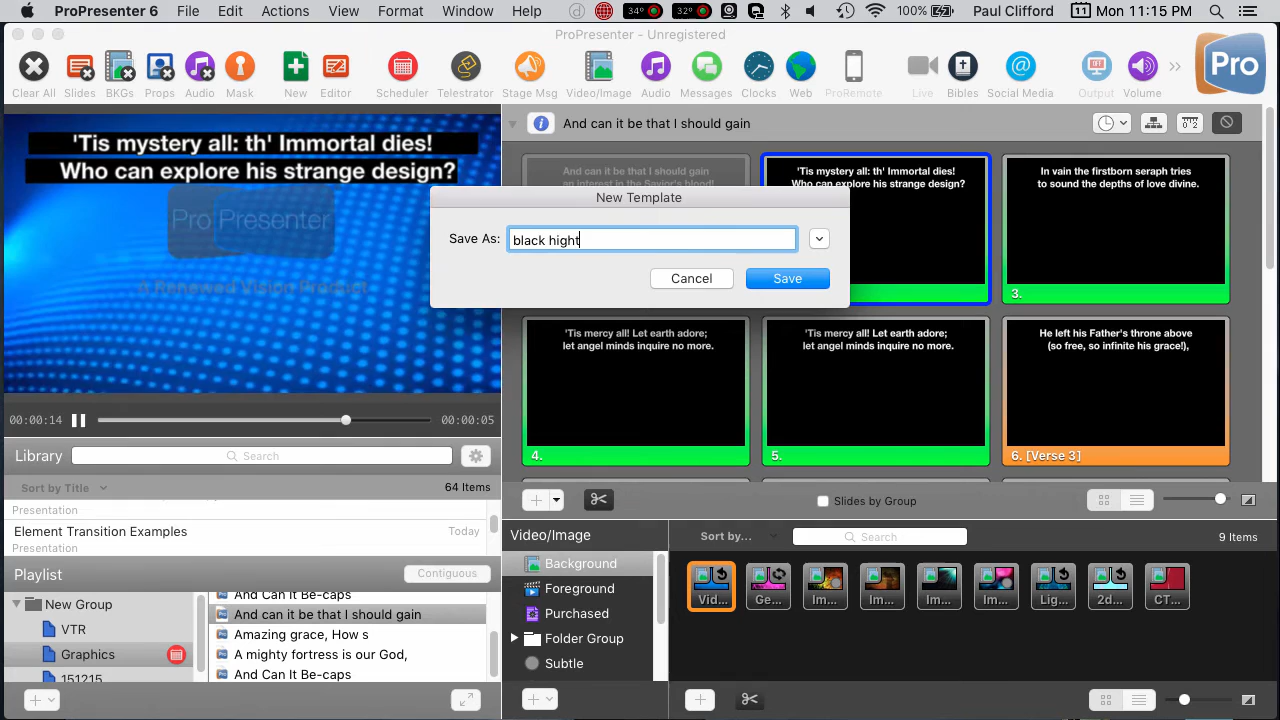 ProPresenter 6 File Edit Actions View Format Window Help 34° 32° 100% Paul Clifford 11 Mon 11:15 PM
ProPresenter - Unregistered
Clear All Slides BKGs Props Audio Mask New Editor Scheduler Telestrator Stage Msg Video/Image Audio Messages Clocks Web ProRemote Live Bibles Social Media Output Volume
Pro
'Tis mystery all: th' Immortal dies!
Who can explore his strange design?
Pro Presenter
A Renewed Vision Product
00:00:14 00:00:05
And can it be that I should gain
And can it be that I should gain
an interest in the Savior's blood!
'Tis mystery all: th' Immortal dies!
Who can explore his strange design?
In vain the firstborn seraph tries
to sound the depths of love divine.
3.
New Template
Save As: black hight
Cancel Save
'Tis mercy all! Let earth adore;
let angel minds inquire no more.
4.
'Tis mercy all! Let earth adore;
let angel minds inquire no more.
5.
He left his Father's throne above
(so free, so infinite his grace!),
6. [Verse 3]
Library Search
Sort by Title 64 Items
Presentation
Element Transition Examples Today
Presentation
Playlist Contiguous
New Group
VTR
Graphics
151215
And Can It Be-caps
And can it be that I should gain
Amazing grace, How s
A mighty fortress is our God,
And Can It Be-caps
Slides by Group
Video/Image Sort by... Search 9 Items
Background
Foreground
Purchased
Folder Group
Subtle
Vid... Ge... Im... Im... Im... Im... Lig... 2d... CT...